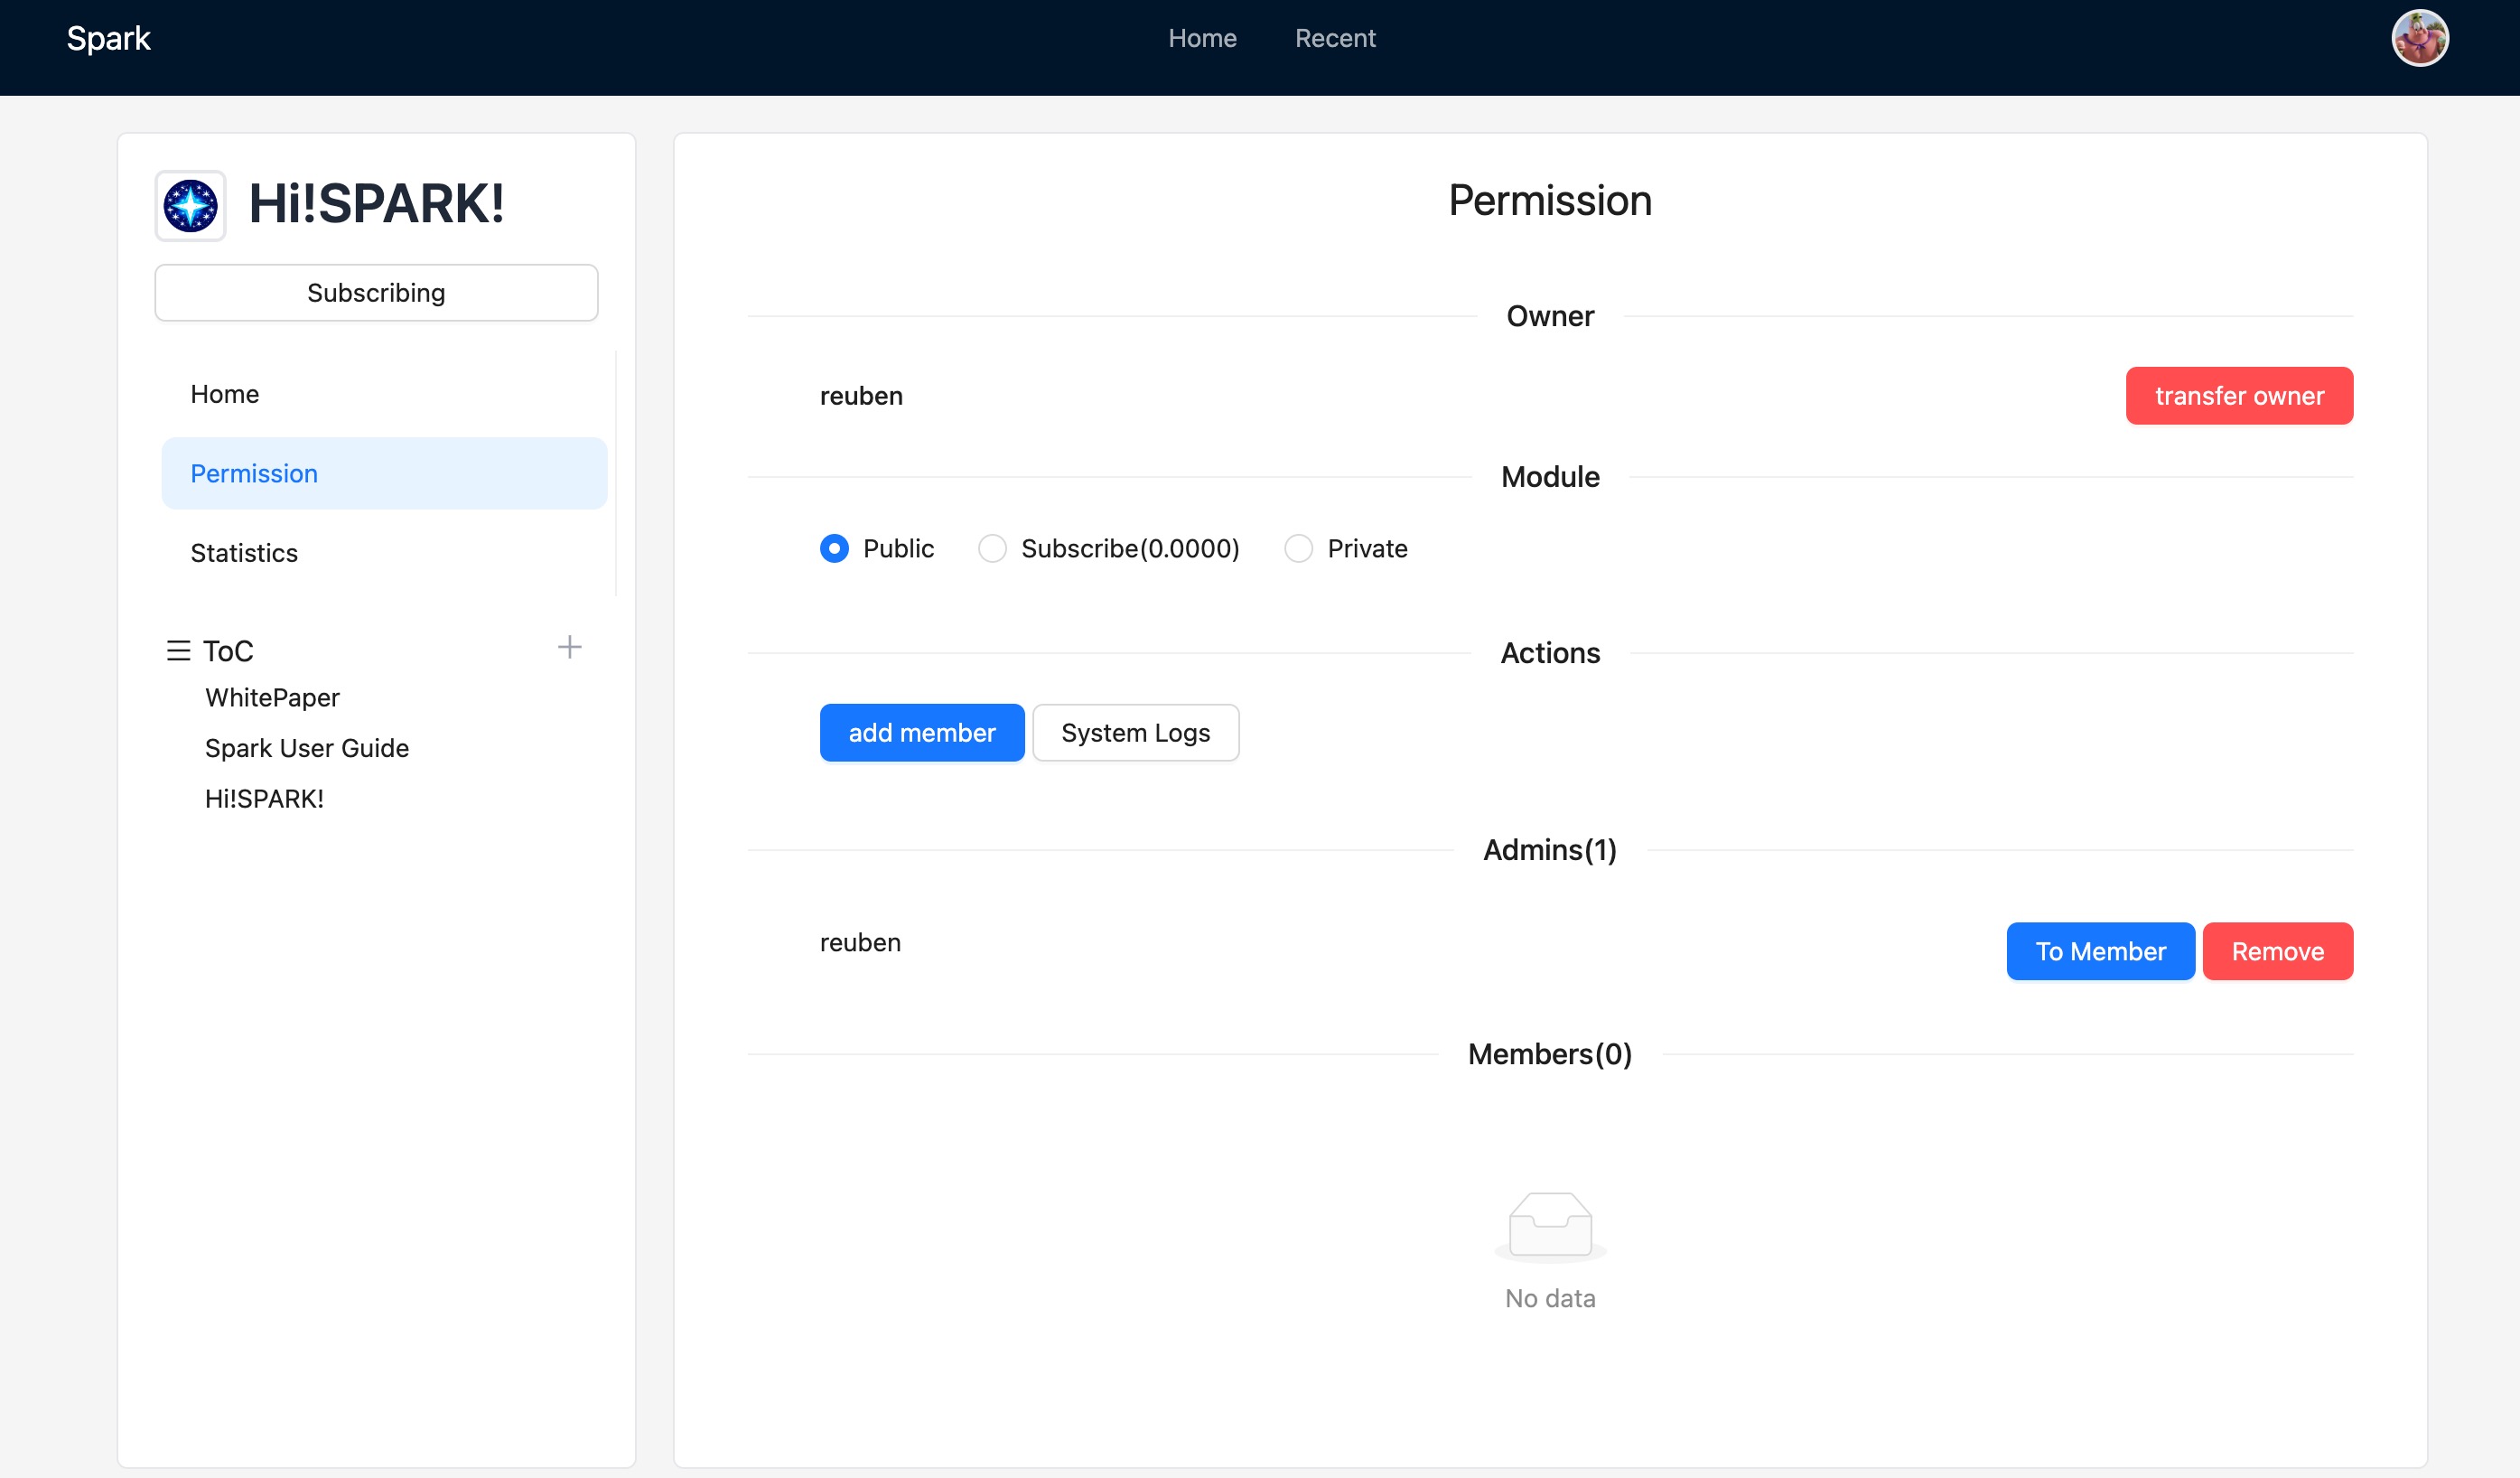 Spark
Home
Recent
Hi!SPARK!
Subscribing
Home
Permission
Statistics
ToC
WhitePaper
Spark User Guide
Hi!SPARK!
Permission
Owner
reuben
transfer owner
Module
Public
Subscribe(0.0000)
Private
Actions
add member
System Logs
Admins(1)
reuben
To Member
Remove
Members(0)
No data